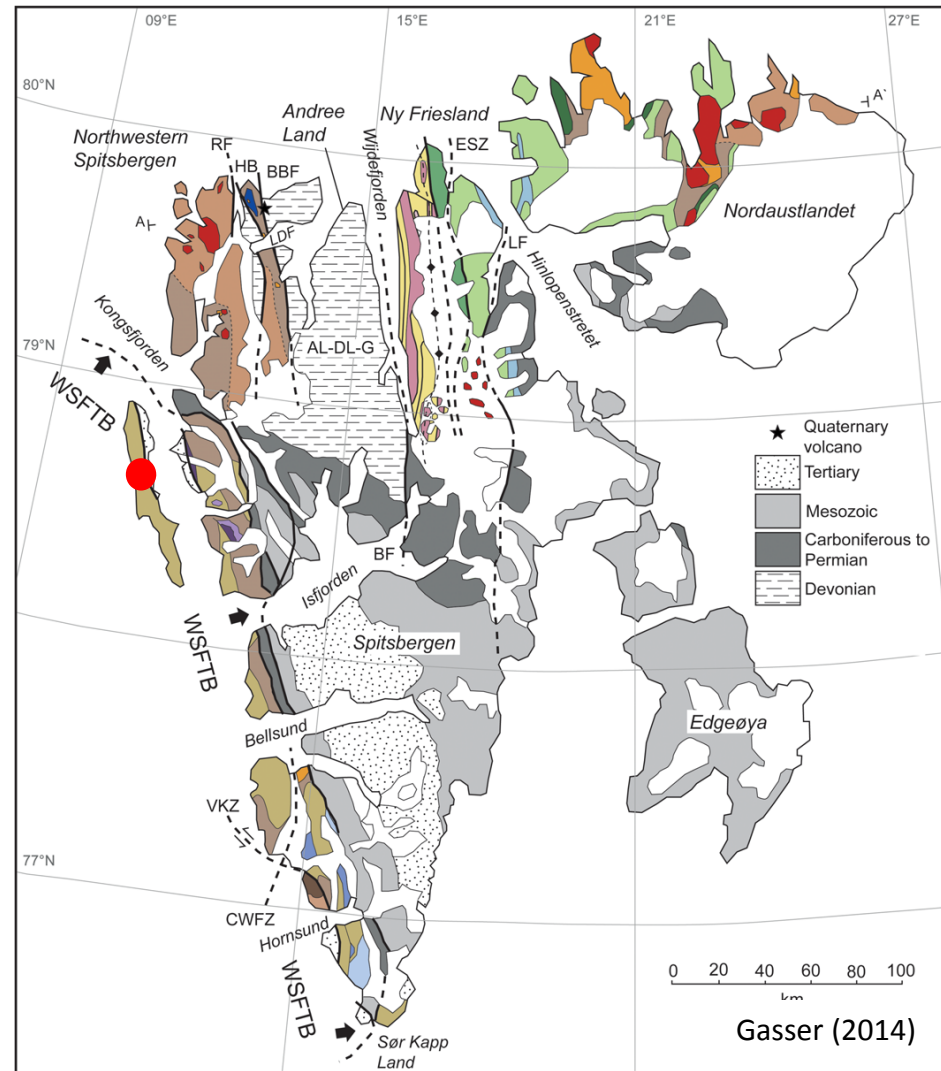 09°E
15°E
21°E
27°E
80°N
Andree
Land
Ny Friesland
Northwestern
Spitsbergen
RF
HB
BBF
Wijdefjorden
ESZ
A
A`
LDF
Nordaustlandet
LF
Hinlopenstretet
Kongsfjorden
79°N
AL-DL-G
WSFTB
Quaternary
volcano
Tertiary
Mesozoic
Carboniferous to
Permian
Devonian
BF
Isfjorden
WSFTB
Spitsbergen
Edgeøya
Bellsund
VKZ
77°N
CWFZ
Hornsund
WSFTB
0 20 40 60 80 100
km
Sør Kapp
Land
Gasser (2014)